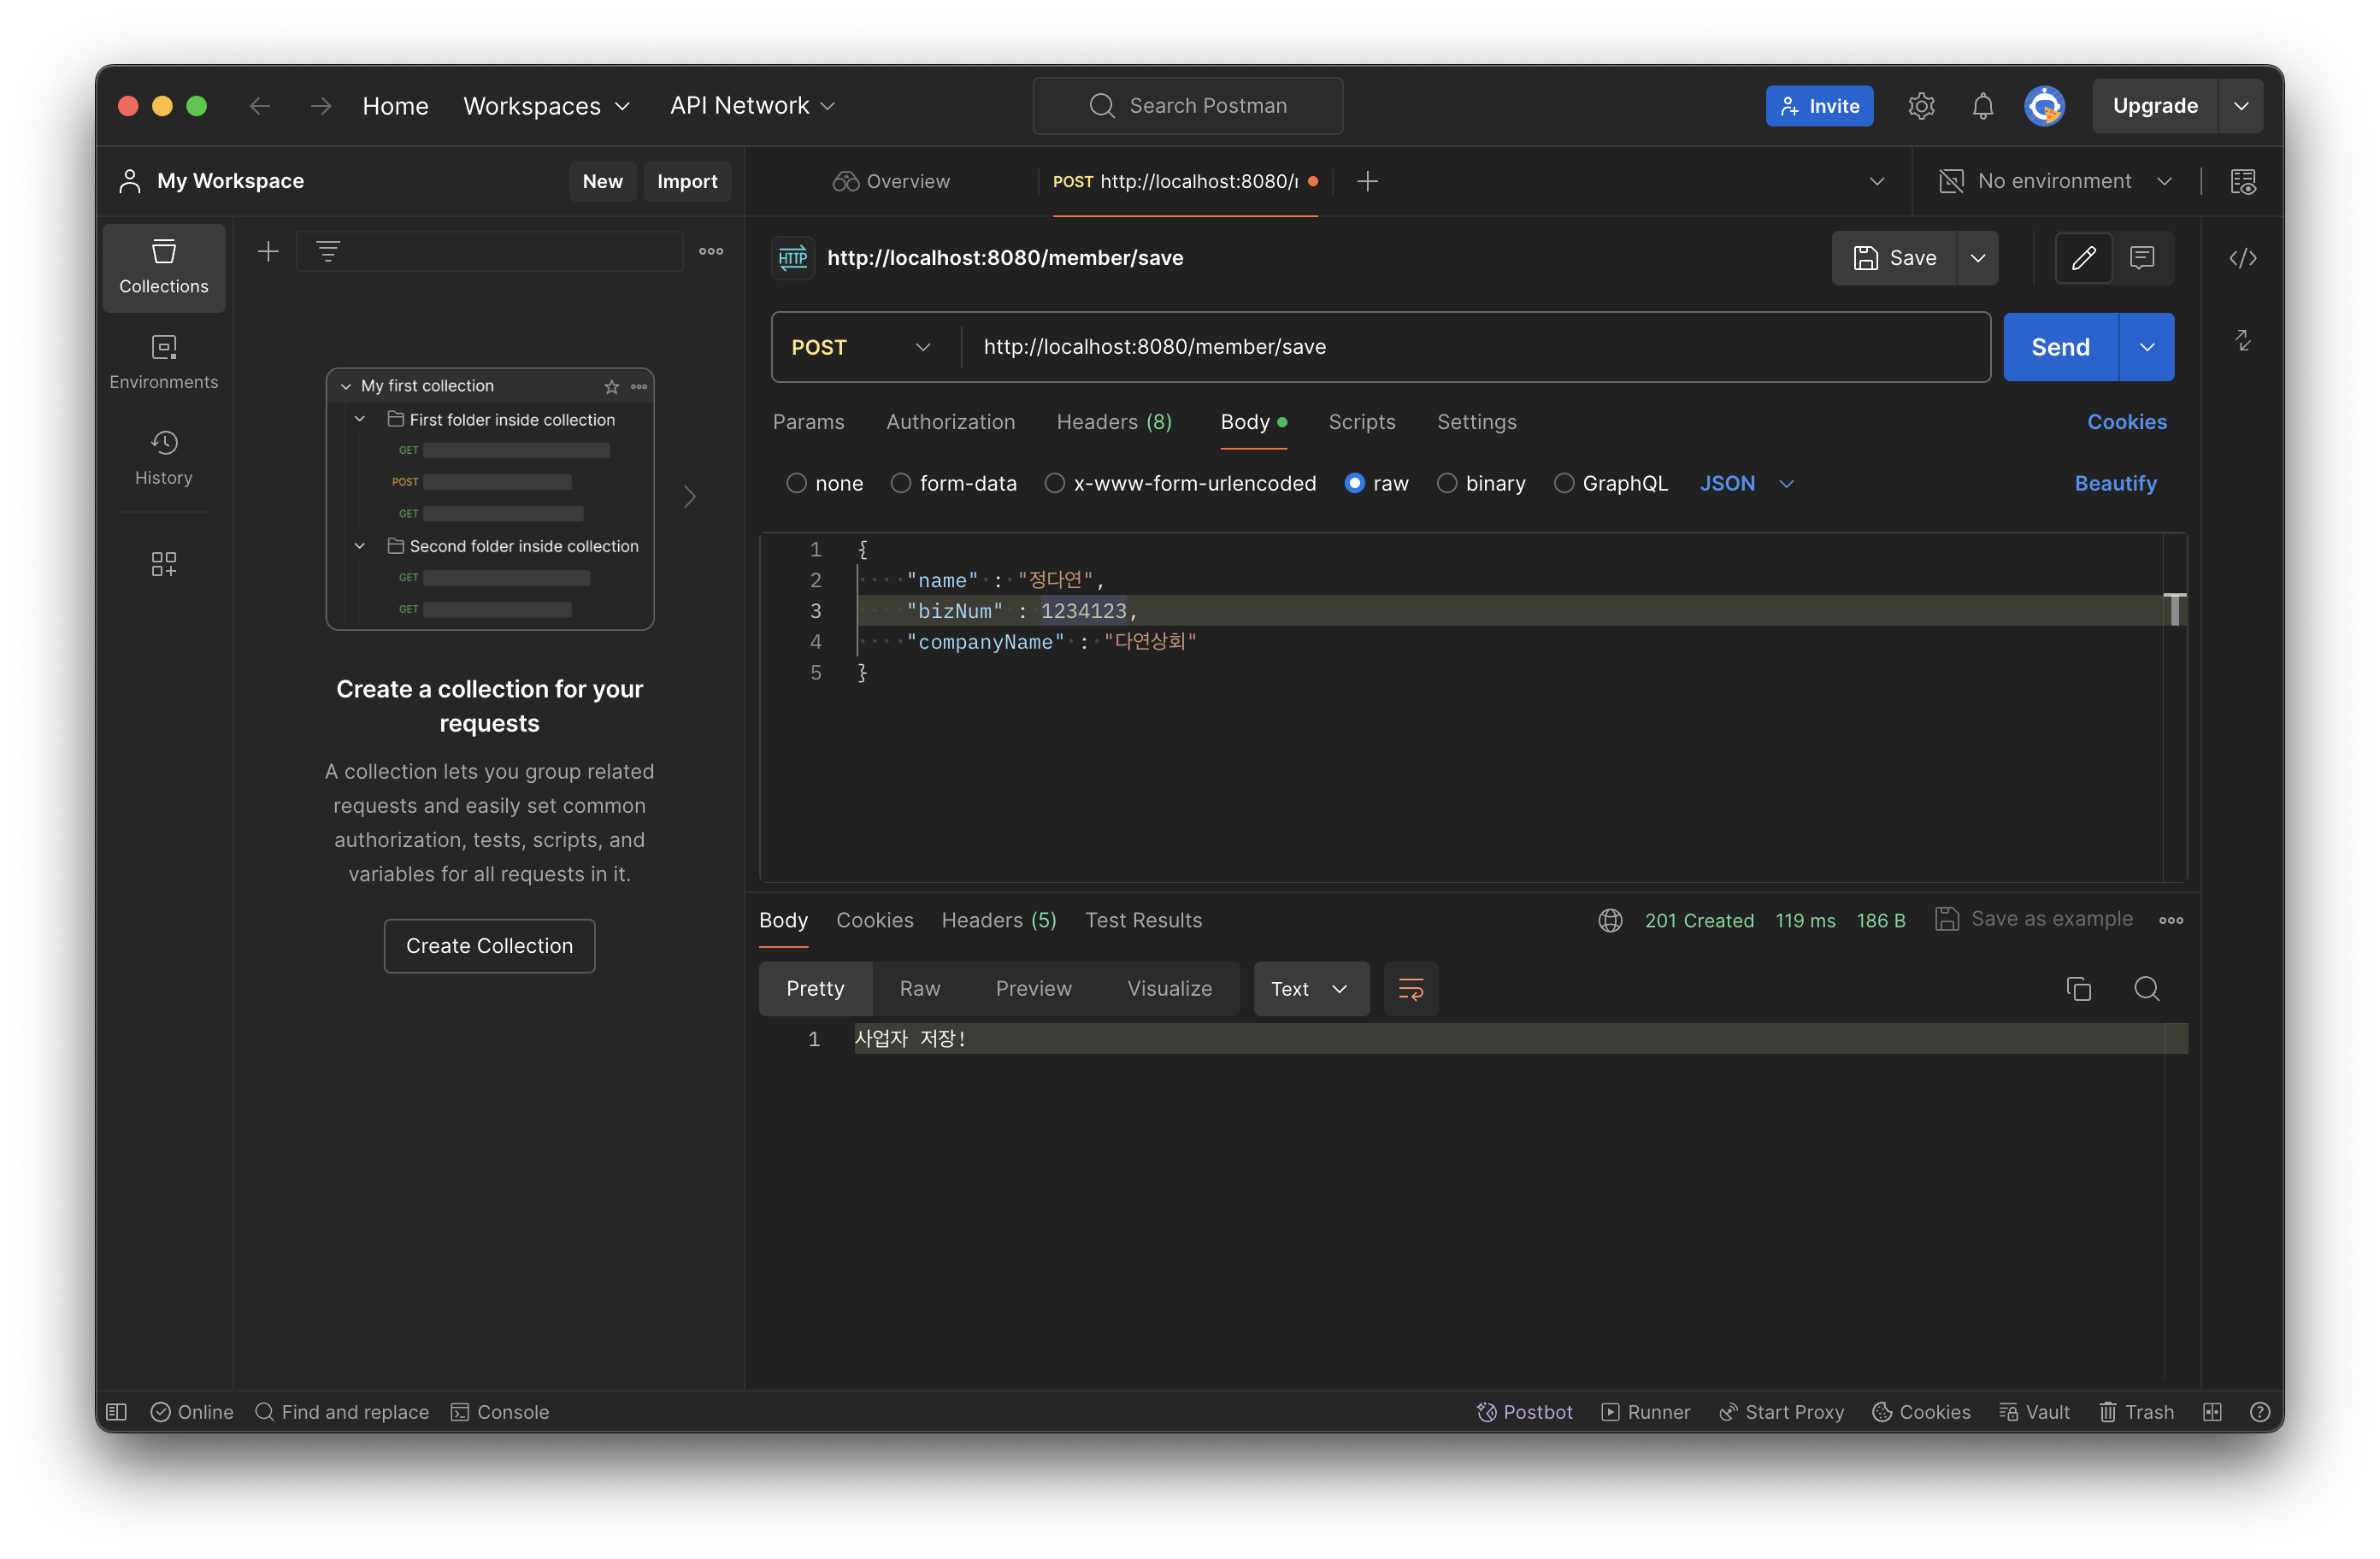 Home Workspaces API Network Search Postman Invite Upgrade
My Workspace New Import
Overview POST http://localhost:8080/r No environment
Collections
Environments
History
My first collection
First folder inside collection
GET
POST
GET
Second folder inside collection
GET
GET
Create a collection for your
requests
A collection lets you group related
requests and easily set common
authorization, tests, scripts, and
variables for all requests in it.
Create Collection
HTTP http://localhost:8080/member/save Save
POST http://localhost:8080/member/save Send
Params Authorization Headers (8) Body Scripts Settings Cookies
none form-data x-www-form-urlencoded raw binary GraphQL JSON Beautify
1 {
2 "name" : "정다연",
3 "bizNum" : 1234123,
4 "companyName" : "다연상회"
5 }
Body Cookies Headers (5) Test Results 201 Created 119 ms 186 B Save as example
Pretty Raw Preview Visualize Text
1 사업자 저장!
Online Find and replace Console Postbot Runner Start Proxy Cookies Vault Trash